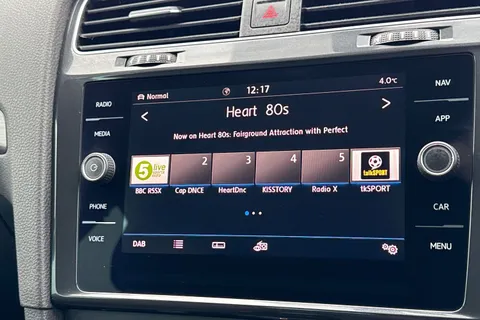 RADIO
MEDIA
PHONE
VOICE
Normal
12:17
4.0°C
< Heart 80s >
Now on Heart 80s: Fairground Attraction with Perfect
5 live
2
3
4
5
talkSPORT
BBC R5SX
Cap DNCE
HeartDnc
KISSTORY
Radio X
tkSPORT
DAB
NAV
APP
CAR
MENU